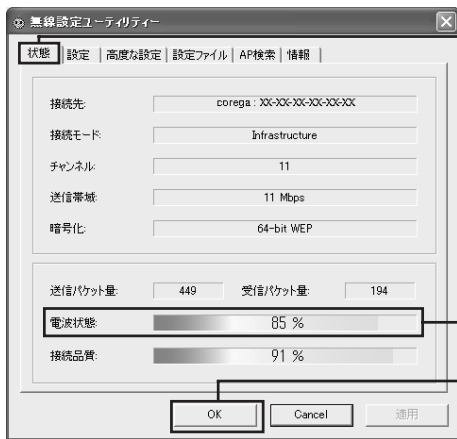 無線設定ユーティリティー
状態 設定 高度な設定 設定ファイル AP検索 情報
接続先: corega : XX-XX-XX-XX-XX-XX
接続モード: Infrastructure
チャンネル: 11
送信帯域: 11 Mbps
暗号化: 64-bit WEP
送信パケット量: 449 受信パケット量: 194
電波状態: 85 %
接続品質: 91 %
OK Cancel 適用